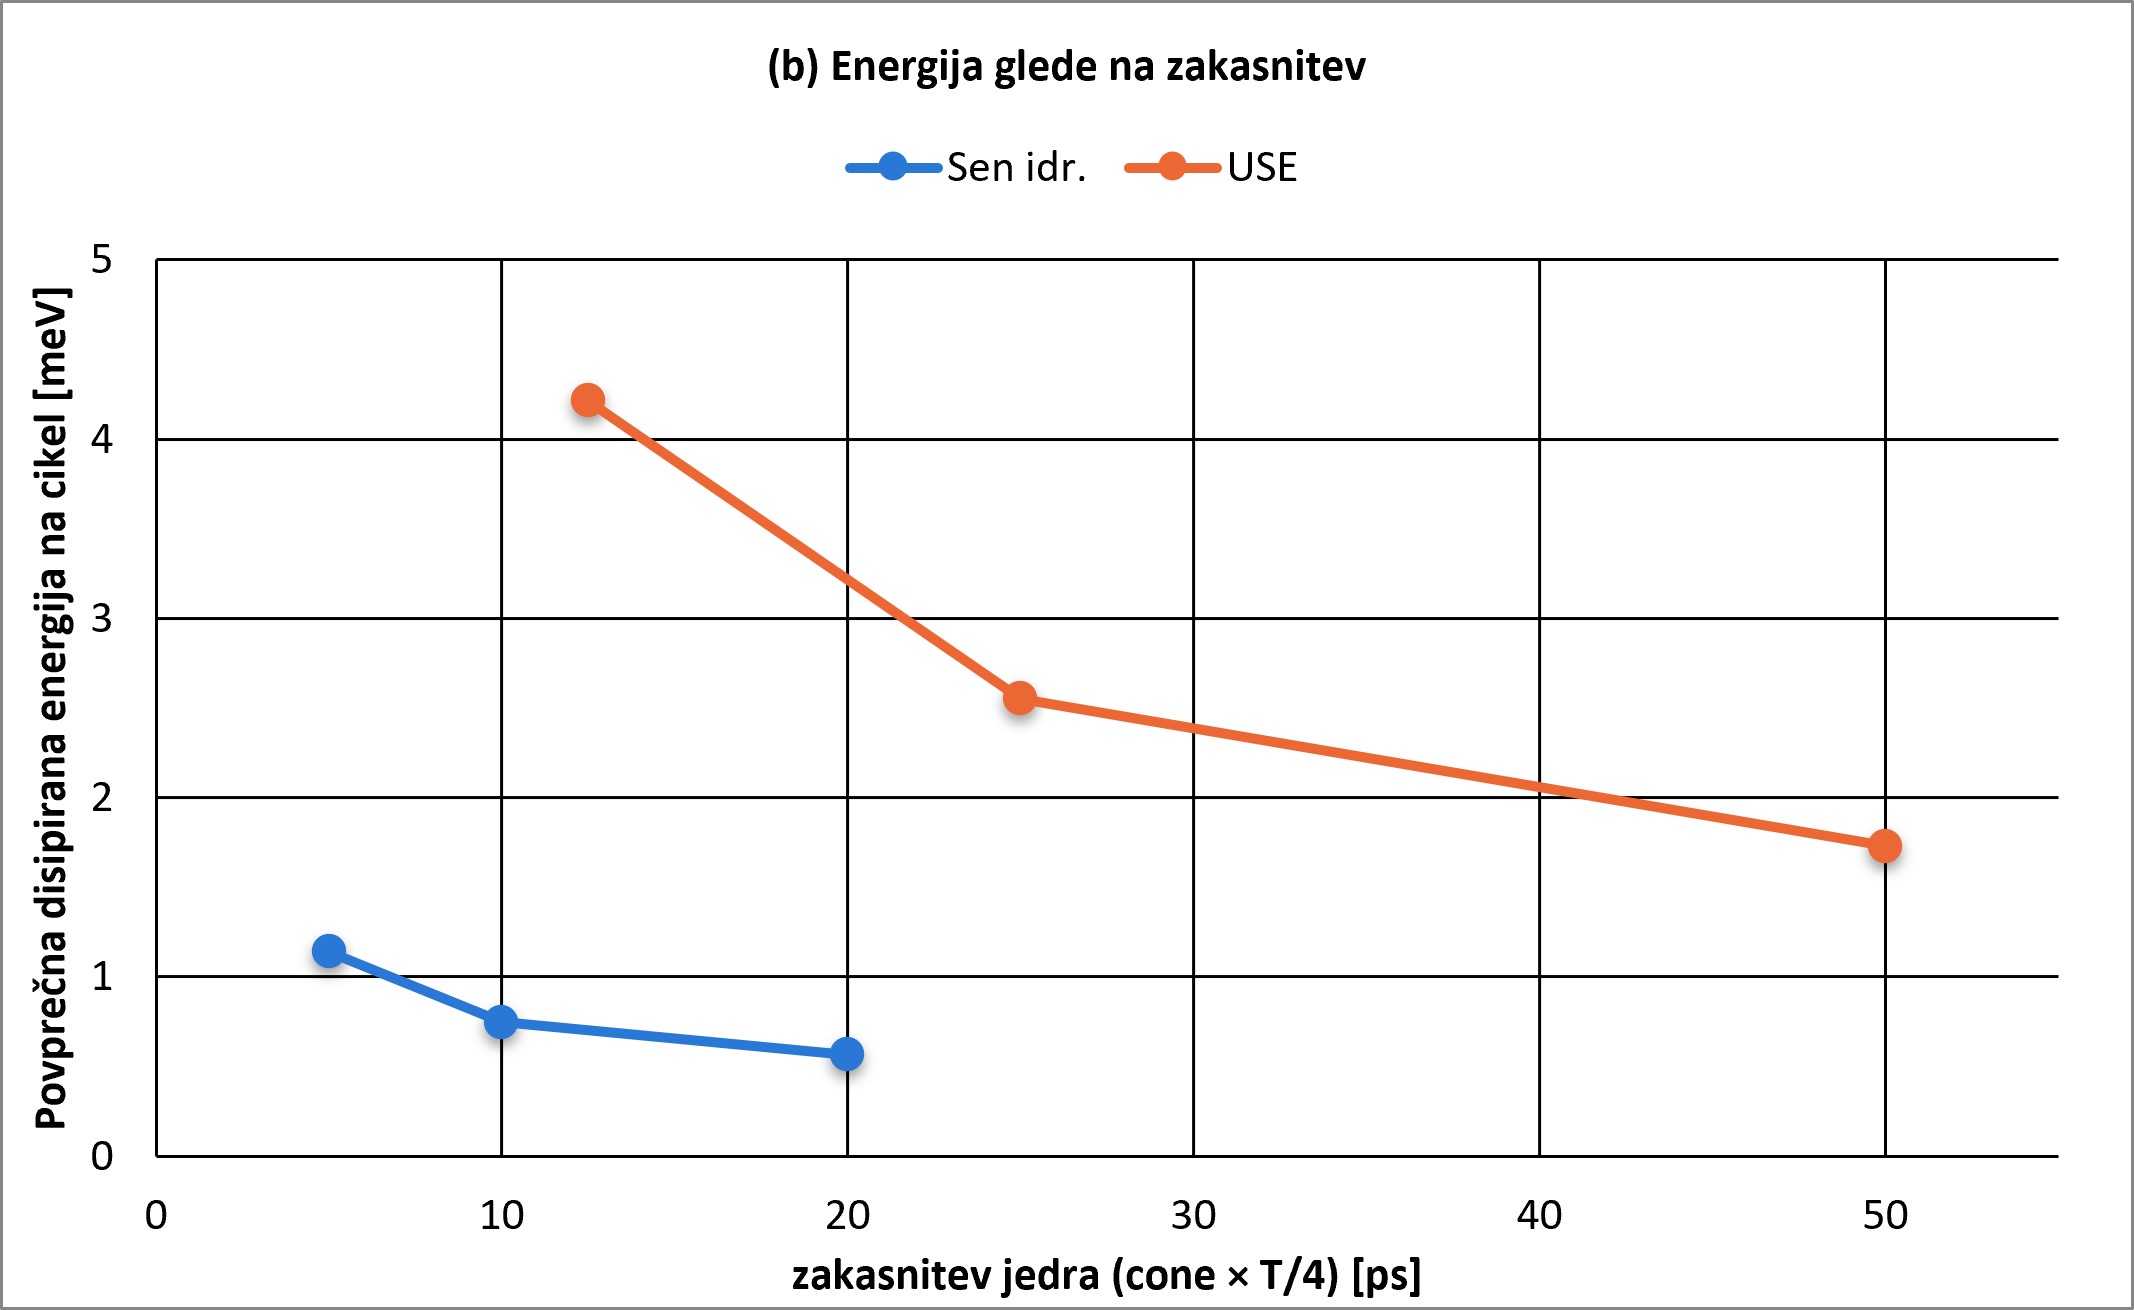 (b) Energija glede na zakasnitev
Sen idr.
USE
Povprečna disipirana energija na cikel [meV]
5
4
3
2
1
0
0
10
20
30
40
50
zakasnitev jedra (cone × T/4) [ps]